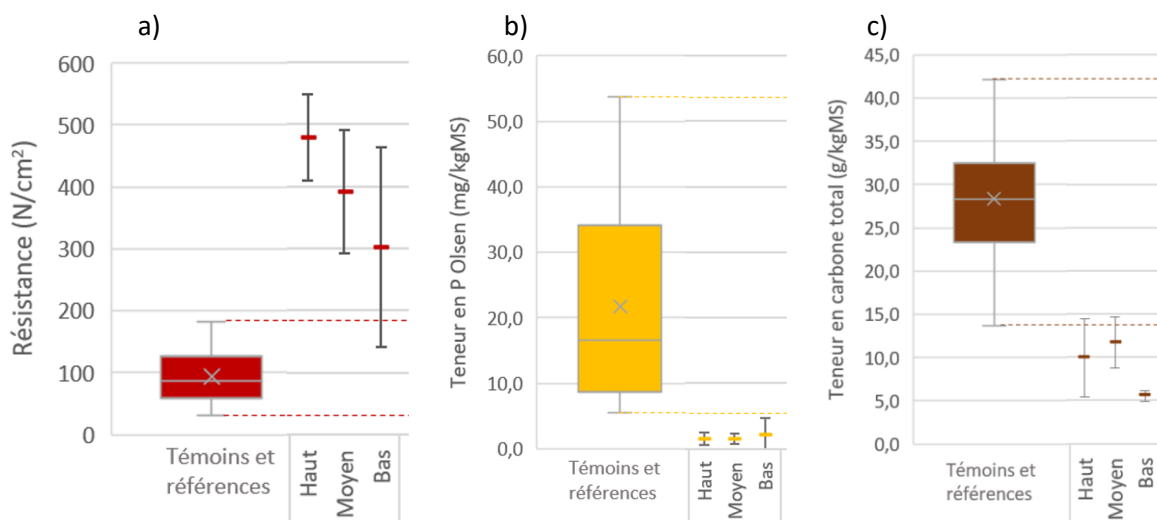 a)
Résistance (N/cm²)
600
500
400
300
200
100
0
Témoins et
références
Haut
Moyen
Bas
b)
Teneur en P Olsen (mg/kgMS)
60,0
50,0
40,0
30,0
20,0
10,0
0,0
Témoins et
références
Haut
Moyen
Bas
c)
Teneur en carbone total (g/kgMS)
45,0
40,0
35,0
30,0
25,0
20,0
15,0
10,0
5,0
0,0
Témoins et
références
Haut
Moyen
Bas